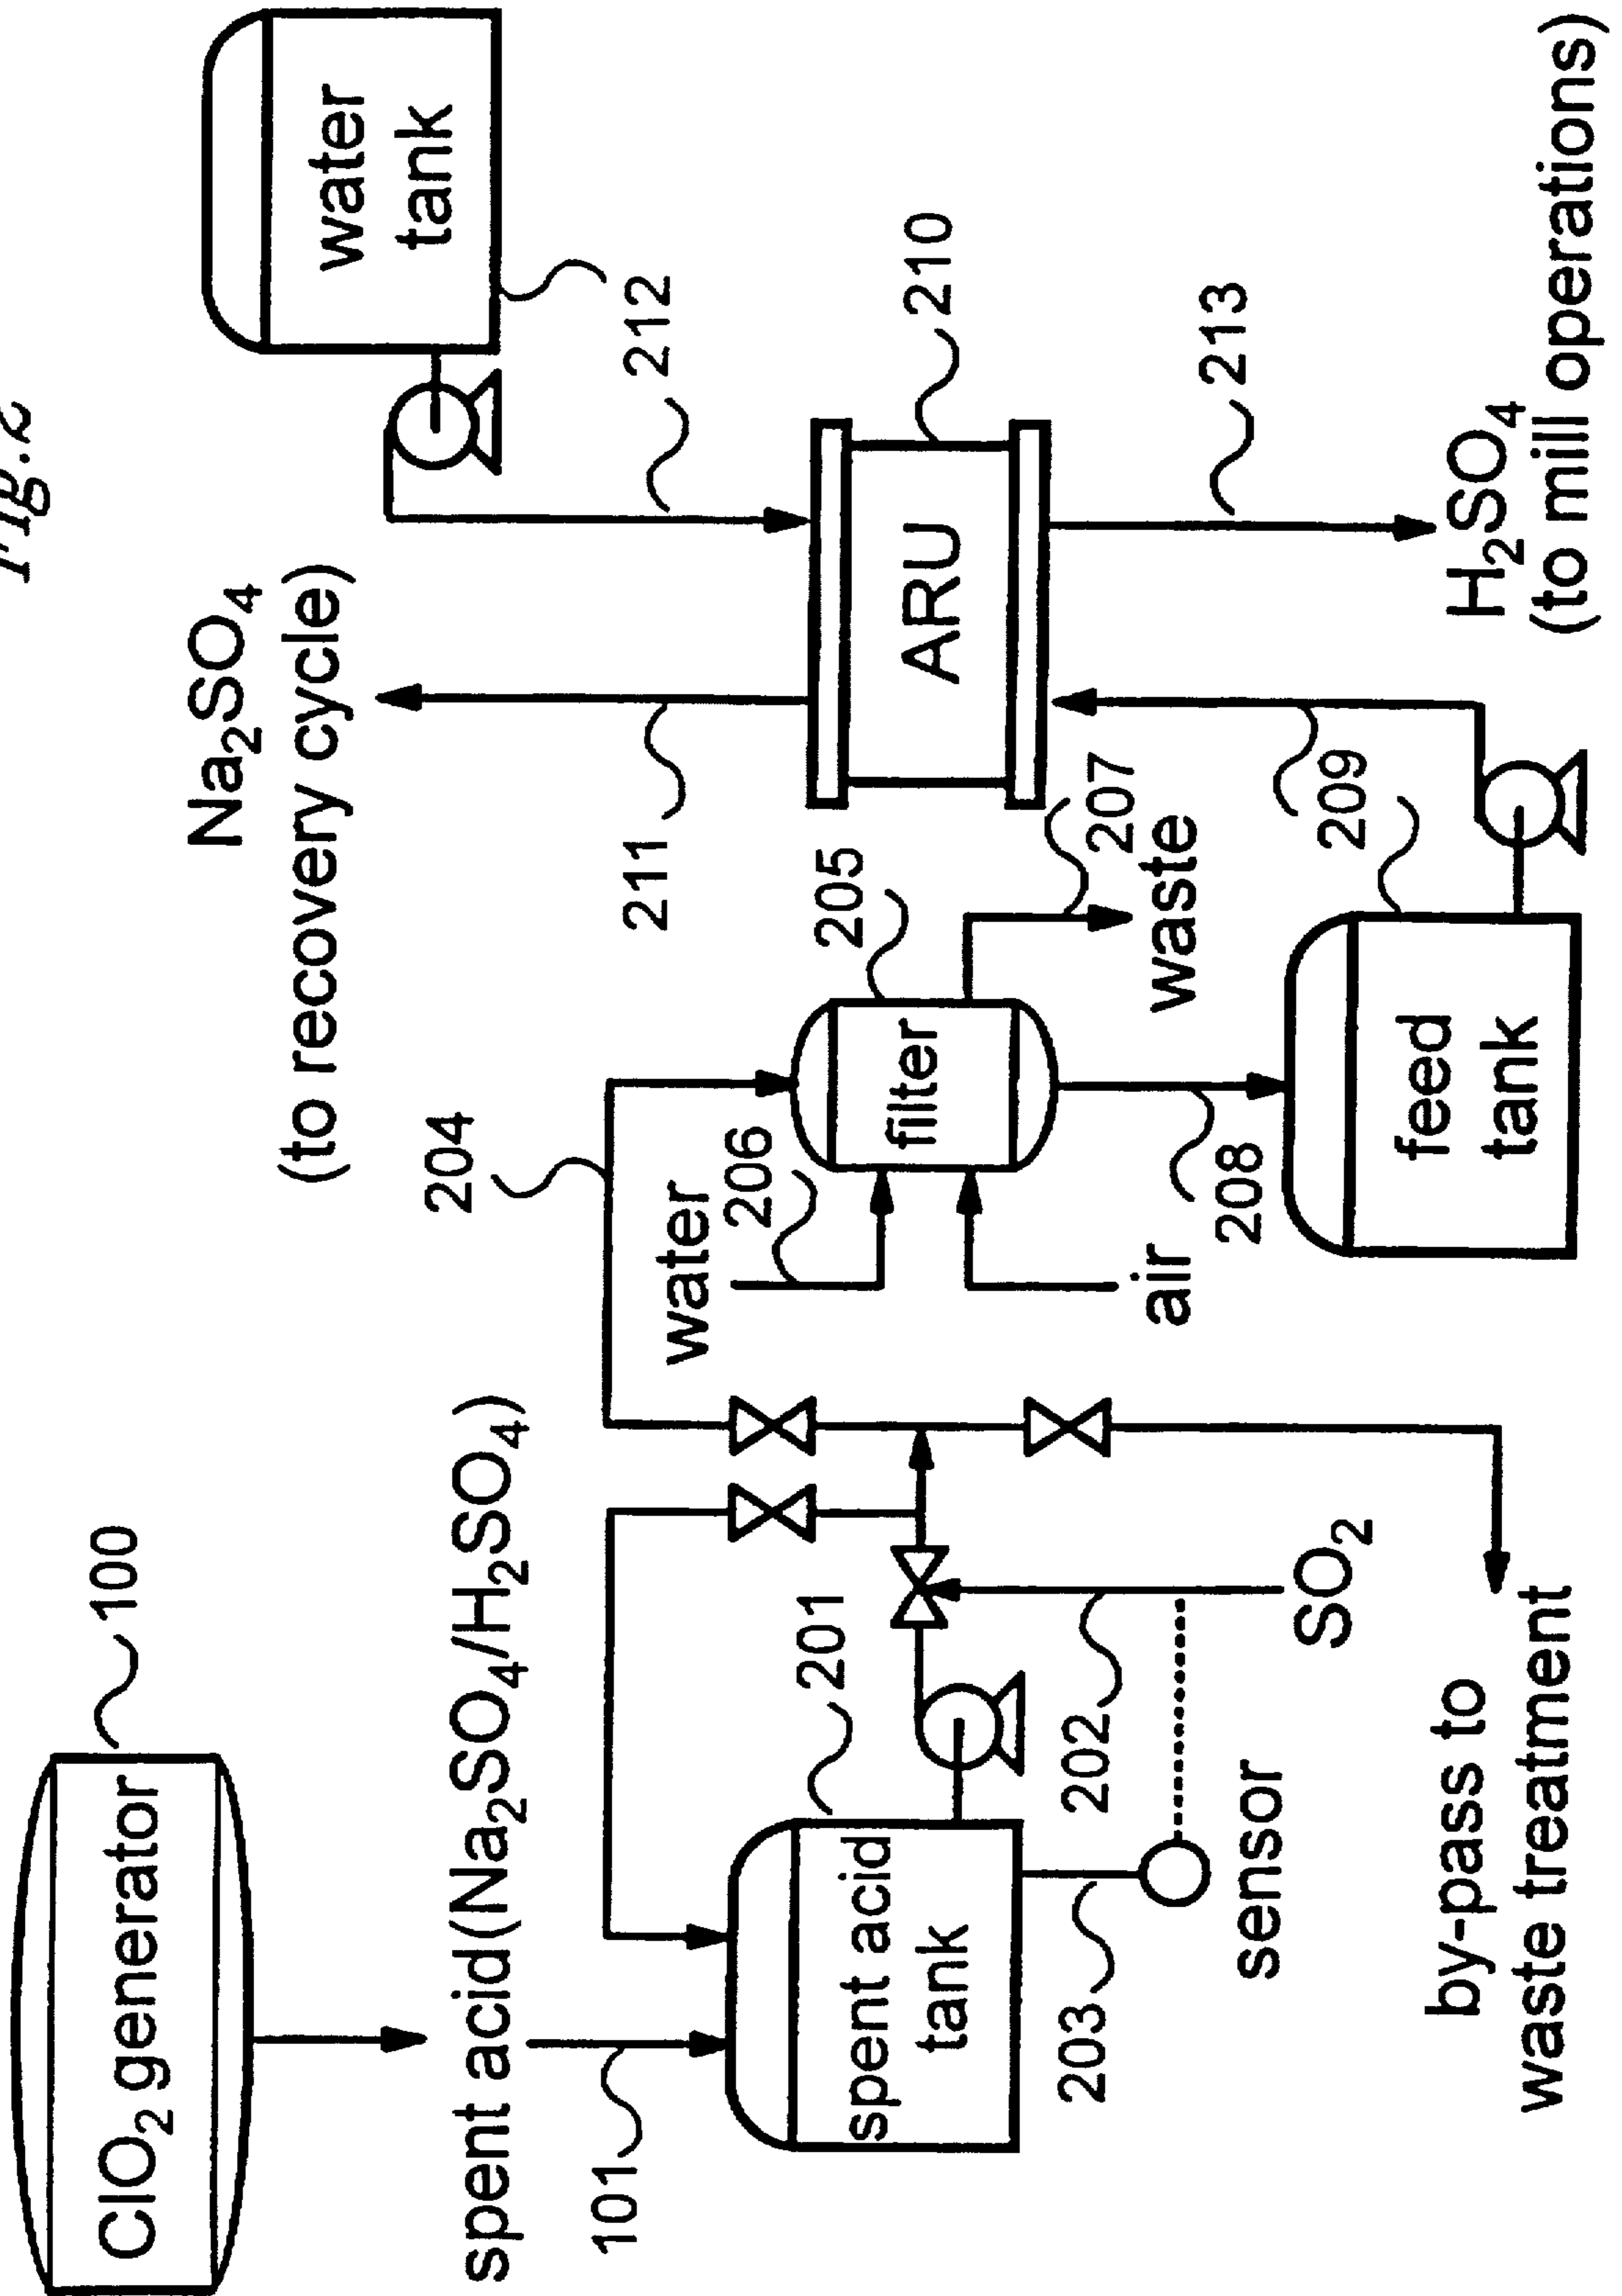 Fig.2
ClO2 generator
100
spent acid(Na2SO4/H2SO4)
101
spent acid
tank
201
202
203
sensor
SO2
by-pass to
waste treatment
204
water
206
air
filter
205
207
waste
208
feed
tank
209
Na2SO4
(to recovery cycle)
211
ARU
210
212
water
tank
213
H2SO4
(to mill operations)